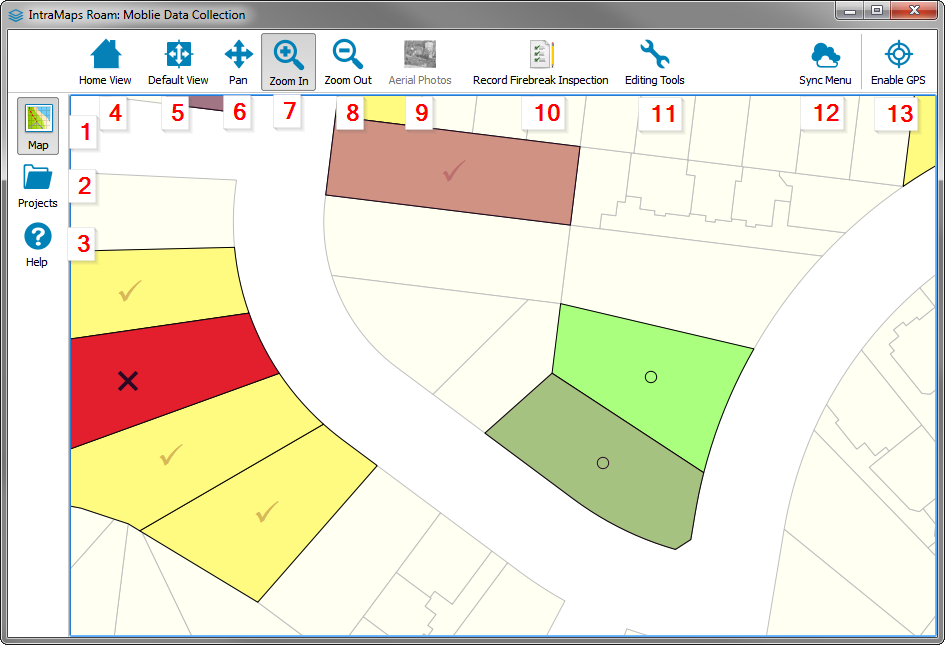 IntraMaps Roam: Moblie Data Collection
Home View Default View Pan Zoom In Zoom Out Aerial Photos Record Firebreak Inspection Editing Tools Sync Menu Enable GPS
4 5 6 7 8 9 10 11 12 13
1
Map
2
Projects
3
Help